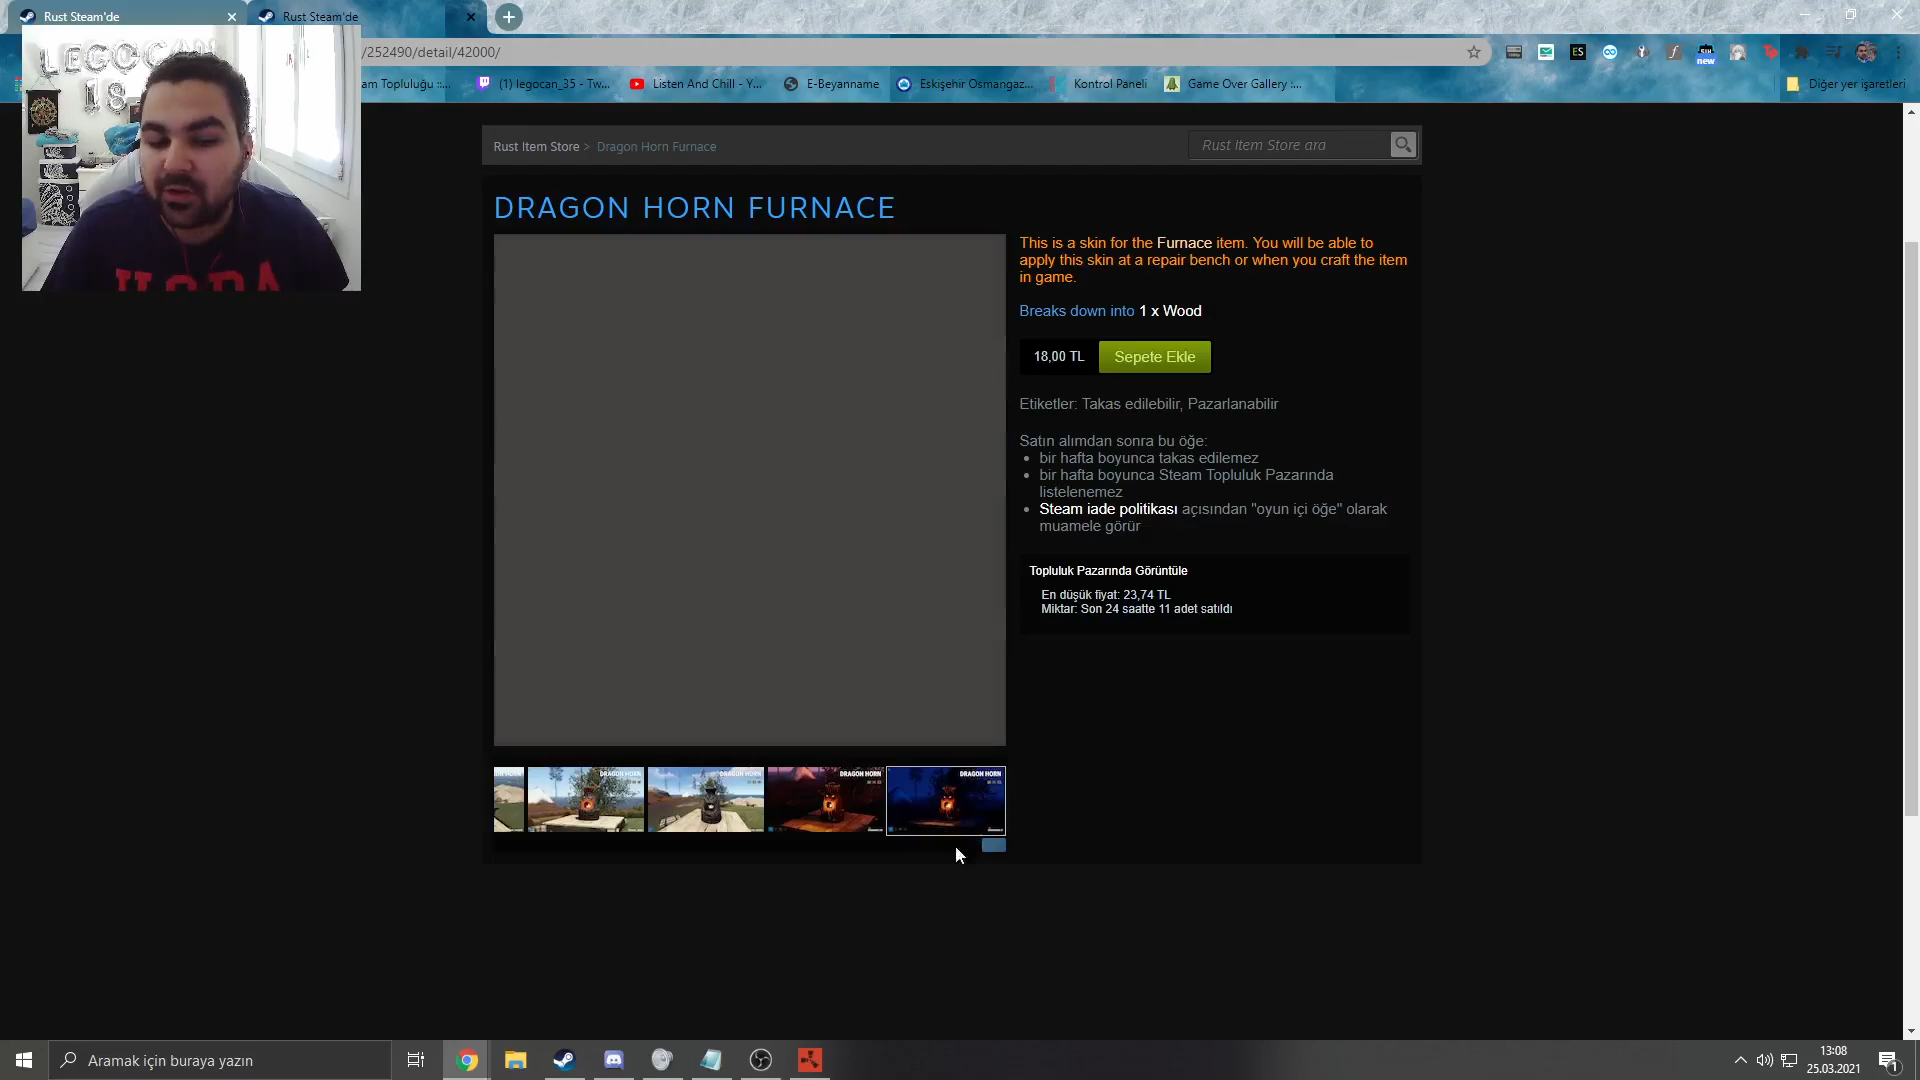 Rust Steam'de
Rust Steam'de
/252490/detail/42000/
am Topluluğu ::...
(1) legocan_35 - Tw...
Listen And Chill - Y...
E-Beyanname
Eskişehir Osmangaz...
Kontrol Paneli
Game Over Gallery :...
Diğer yer işaretleri
ES
new
LEGOCAN
18
Rust Item Store > Dragon Horn Furnace
Rust Item Store ara
DRAGON HORN FURNACE
This is a skin for the Furnace item. You will be able to
apply this skin at a repair bench or when you craft the item
in game.
Breaks down into 1 x Wood
18,00 TL
Sepete Ekle
Etiketler: Takas edilebilir, Pazarlanabilir
Satın alımdan sonra bu öğe:
bir hafta boyunca takas edilemez
bir hafta boyunca Steam Topluluk Pazarında
listelenemez
Steam iade politikası açısından "oyun içi öğe" olarak
muamele görür
Topluluk Pazarında Görüntüle
En düşük fiyat: 23,74 TL
Miktar: Son 24 saatte 11 adet satıldı
DRAGON HORN
DRAGON HORN
DRAGON HORN
DRAGON HORN
Aramak için buraya yazın
13:08
25.03.2021
1